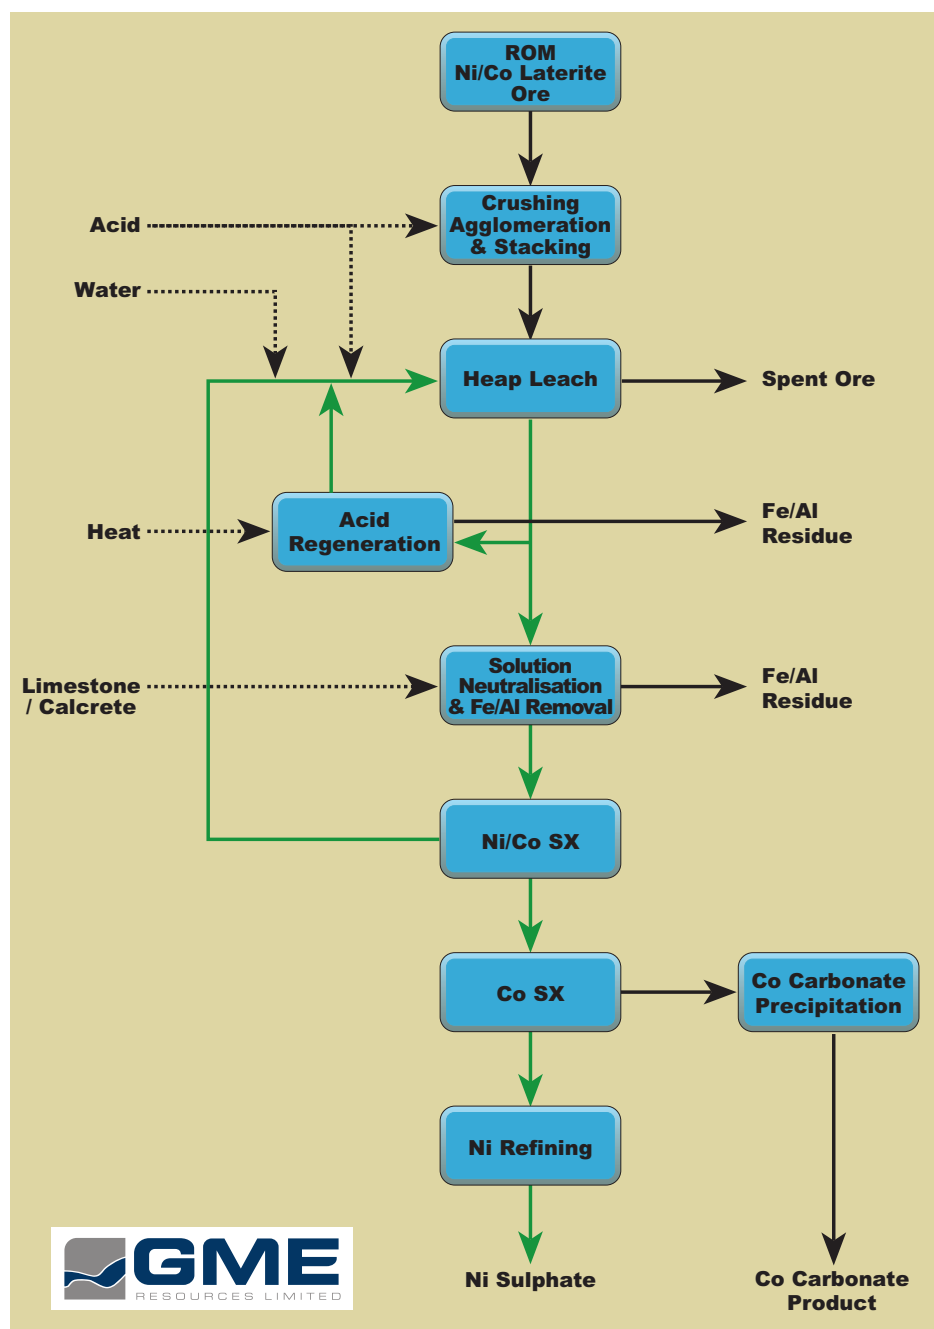 ROM
Ni/Co Laterite
Ore
Crushing
Agglomeration
& Stacking
Acid
Water
Heap Leach
Spent Ore
Acid
Regeneration
Heat
Fe/Al
Residue
Solution
Neutralisation
& Fe/Al Removal
Limestone
/ Calcrete
Fe/Al
Residue
Ni/Co SX
Co SX
Co Carbonate
Precipitation
Ni Refining
Ni Sulphate
Co Carbonate
Product
GME
RESOURCES LIMITED